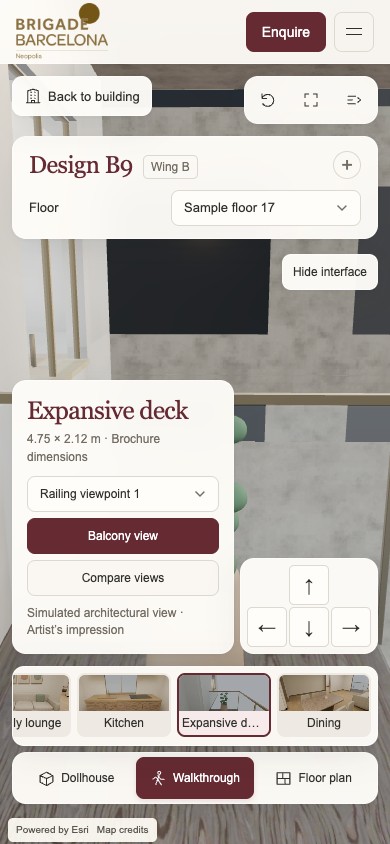 BRIGADE
BARCELONA
Neopolis
Enquire
Back to building
Design B9
Wing B
Floor
Sample floor 17
Hide interface
Expansive deck
4.75 × 2.12 m · Brochure
dimensions
Railing viewpoint 1
Balcony view
Compare views
Simulated architectural view ·
Artist's impression
↑
← ↓ →
ly lounge
Kitchen
Expansive d...
Dining
Dollhouse
Walkthrough
Floor plan
Powered by Esri Map credits